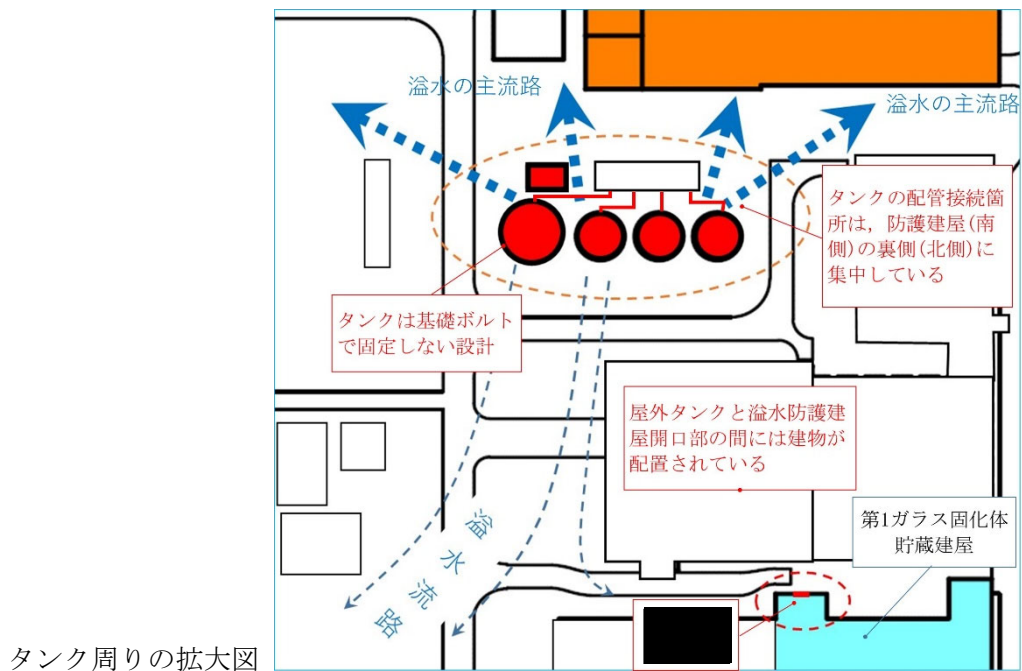 溢水の主流路
溢水の主流路
タンクの配管接続箇
所は，防護建屋(南
側)の裏側(北側)に
集中している
タンクは基礎ボルト
で固定しない設計
屋外タンクと溢水防護建
屋開口部の間には建物が
配置されている
第1ガラス固化体
貯蔵建屋
溢水流路
タンク周りの拡大図